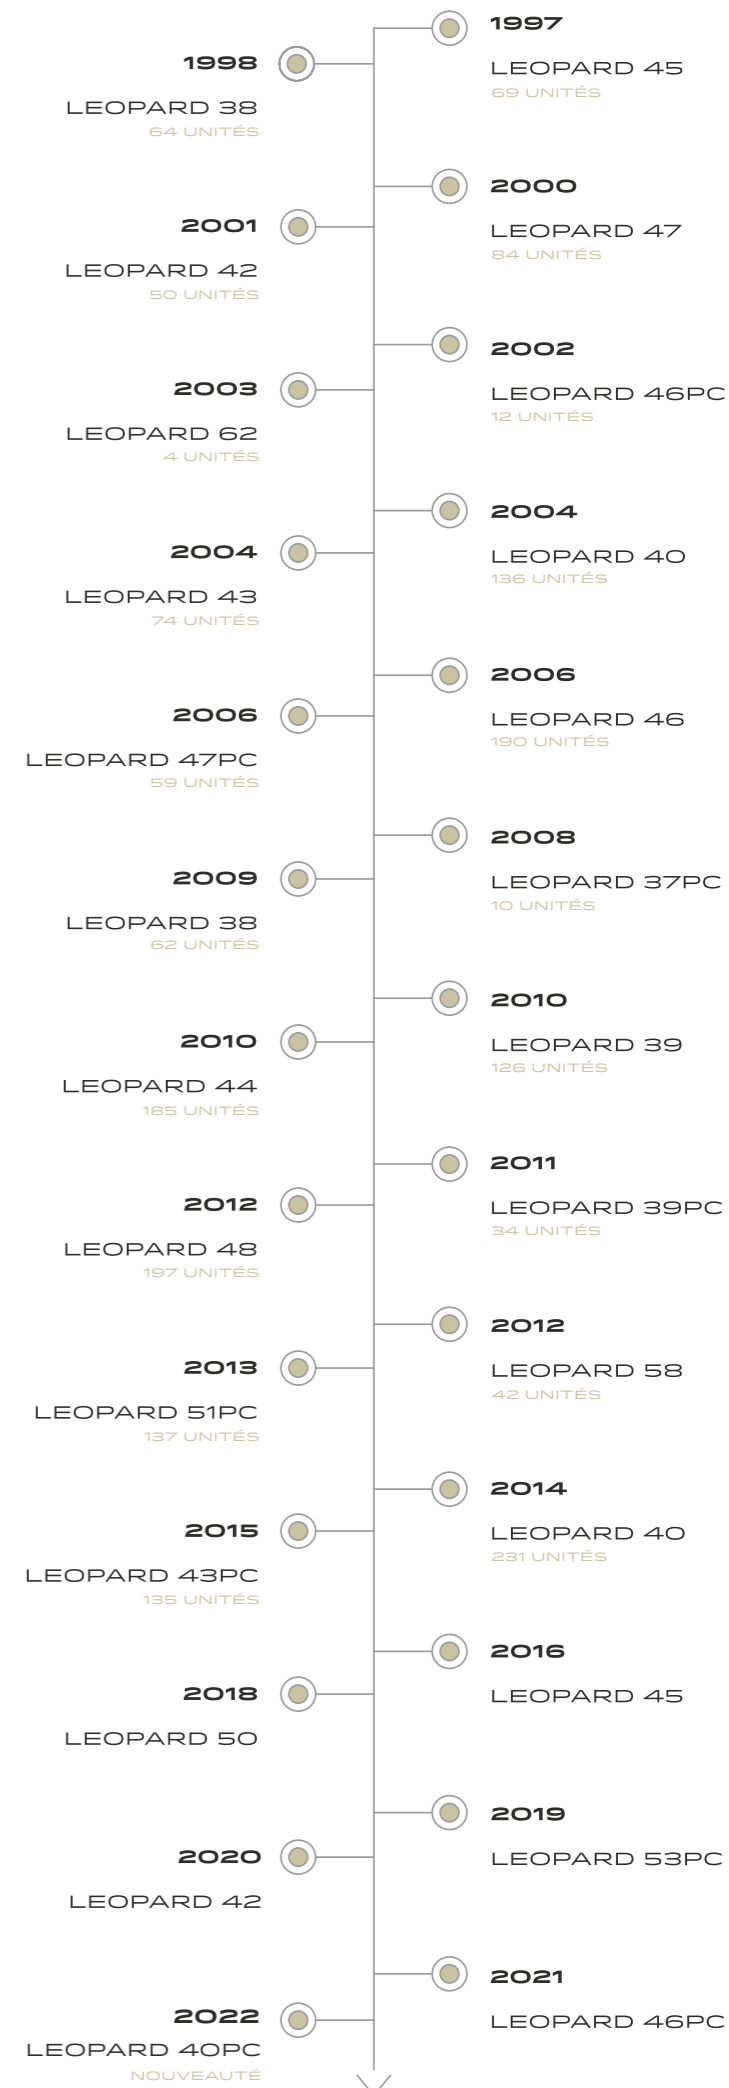 1997
LEOPARD 45
69 UNITÉS
1998
LEOPARD 38
64 UNITÉS
2000
LEOPARD 47
84 UNITÉS
2001
LEOPARD 42
50 UNITÉS
2002
LEOPARD 46PC
12 UNITÉS
2003
LEOPARD 62
4 UNITÉS
2004
LEOPARD 40
136 UNITÉS
2004
LEOPARD 43
74 UNITÉS
2006
LEOPARD 46
190 UNITÉS
2006
LEOPARD 47PC
59 UNITÉS
2008
LEOPARD 37PC
10 UNITÉS
2009
LEOPARD 38
62 UNITÉS
2010
LEOPARD 39
126 UNITÉS
2010
LEOPARD 44
185 UNITÉS
2011
LEOPARD 39PC
34 UNITÉS
2012
LEOPARD 48
197 UNITÉS
2012
LEOPARD 58
42 UNITÉS
2013
LEOPARD 51PC
137 UNITÉS
2014
LEOPARD 40
231 UNITÉS
2015
LEOPARD 43PC
135 UNITÉS
2016
LEOPARD 45
2018
LEOPARD 50
2019
LEOPARD 53PC
2020
LEOPARD 42
2021
LEOPARD 46PC
2022
LEOPARD 40PC
NOUVEAUTÉ